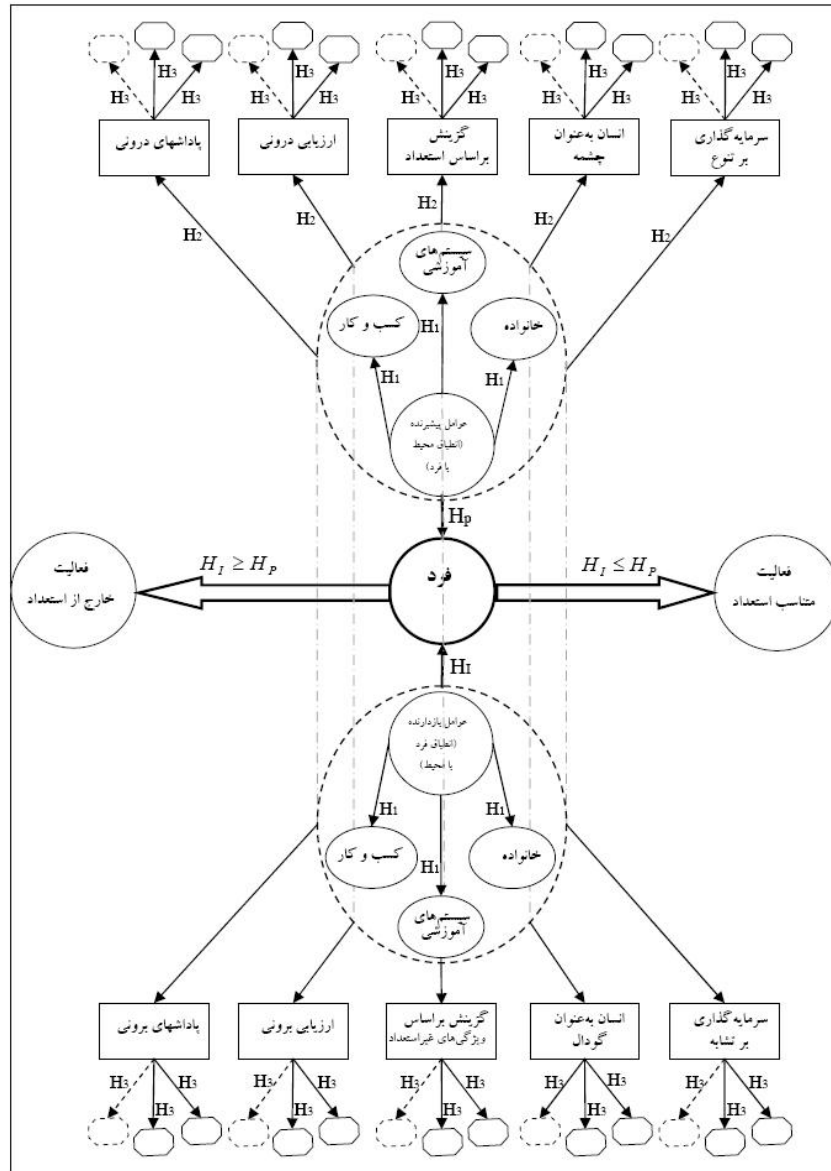 H3 H3 H3 H3 H3
H3 H3 H3 H3 H3 H3 H3 H3 H3 H3
سرمایه‌گذاری
بر تنوع
انسان به‌عنوان
چشمه
گزینش
براساس استعداد
ارزیابی درونی
پاداشهای درونی
H2 H2 H2 H2 H2
سیستم‌های
آموزشی
خانواده
کسب و کار
H1 H1 H1
عوامل پیشبرنده
(انطباق محیط
با فرد)
Hp
فعالیت
متناسب استعداد
H_I ≤ H_P
فرد
H_I ≥ H_P
فعالیت
خارج از استعداد
HI
عوامل بازدارنده
(انطباق فرد
با محیط)
H1 H1 H1
خانواده
کسب و کار
سیستم‌های
آموزشی
سرمایه‌گذاری
بر تشابه
انسان به‌عنوان
گودال
گزینش براساس
ویژگی‌های غیراستعداد
ارزیابی برونی
پاداشهای برونی
H3 H3 H3 H3 H3 H3 H3 H3 H3 H3
H3 H3 H3 H3 H3